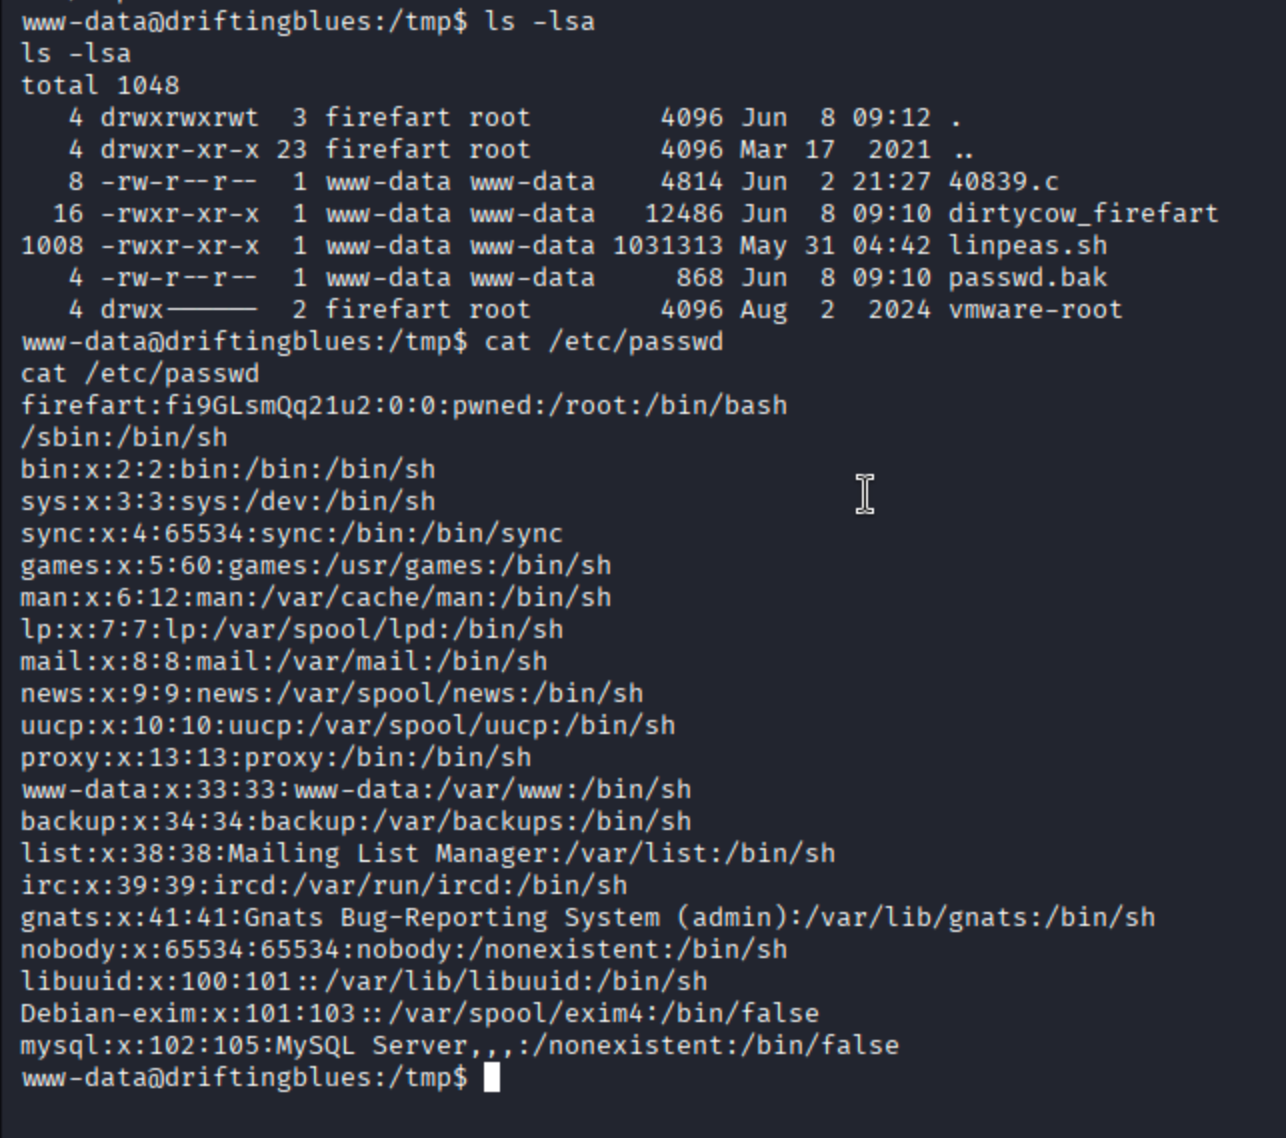 www-data@driftingblues:/tmp$ ls -lsa
ls -lsa
total 1048
   4 drwxrwxrwt  3 firefart root        4096 Jun  8 09:12 .
   4 drwxr-xr-x 23 firefart root        4096 Mar 17  2021 ..
   8 -rw-r--r--  1 www-data www-data    4814 Jun  2 21:27 40839.c
  16 -rwxr-xr-x  1 www-data www-data   12486 Jun  8 09:10 dirtycow_firefart
1008 -rwxr-xr-x  1 www-data www-data 1031313 May 31 04:42 linpeas.sh
   4 -rw-r--r--  1 www-data www-data     868 Jun  8 09:10 passwd.bak
   4 drwx------  2 firefart root        4096 Aug  2  2024 vmware-root
www-data@driftingblues:/tmp$ cat /etc/passwd
cat /etc/passwd
firefart:fi9GLsmQq21u2:0:0:pwned:/root:/bin/bash
/sbin:/bin/sh
bin:x:2:2:bin:/bin:/bin/sh
sys:x:3:3:sys:/dev:/bin/sh
sync:x:4:65534:sync:/bin:/bin/sync
games:x:5:60:games:/usr/games:/bin/sh
man:x:6:12:man:/var/cache/man:/bin/sh
lp:x:7:7:lp:/var/spool/lpd:/bin/sh
mail:x:8:8:mail:/var/mail:/bin/sh
news:x:9:9:news:/var/spool/news:/bin/sh
uucp:x:10:10:uucp:/var/spool/uucp:/bin/sh
proxy:x:13:13:proxy:/bin:/bin/sh
www-data:x:33:33:www-data:/var/www:/bin/sh
backup:x:34:34:backup:/var/backups:/bin/sh
list:x:38:38:Mailing List Manager:/var/list:/bin/sh
irc:x:39:39:ircd:/var/run/ircd:/bin/sh
gnats:x:41:41:Gnats Bug-Reporting System (admin):/var/lib/gnats:/bin/sh
nobody:x:65534:65534:nobody:/nonexistent:/bin/sh
libuuid:x:100:101::/var/lib/libuuid:/bin/sh
Debian-exim:x:101:103::/var/spool/exim4:/bin/false
mysql:x:102:105:MySQL Server,,,:/nonexistent:/bin/false
www-data@driftingblues:/tmp$